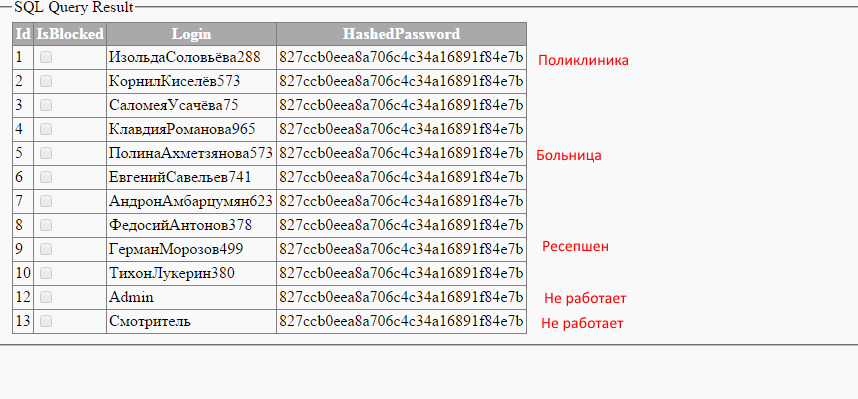 SQL Query Result
Id IsBlocked Login HashedPassword
1 ИзольдаСоловьёва288 827ccb0eea8a706c4c34a16891f84e7b Поликлиника
2 КорнилКиселёв573 827ccb0eea8a706c4c34a16891f84e7b
3 СаломеяУсачёва75 827ccb0eea8a706c4c34a16891f84e7b
4 КлавдияРоманова965 827ccb0eea8a706c4c34a16891f84e7b
5 ПолинаАхметзянова573 827ccb0eea8a706c4c34a16891f84e7b Больница
6 ЕвгенийСавельев741 827ccb0eea8a706c4c34a16891f84e7b
7 АндронАмбарцумян623 827ccb0eea8a706c4c34a16891f84e7b
8 ФедосийАнтонов378 827ccb0eea8a706c4c34a16891f84e7b
9 ГерманМорозов499 827ccb0eea8a706c4c34a16891f84e7b Ресепшен
10 ТихонЛукерин380 827ccb0eea8a706c4c34a16891f84e7b
12 Admin 827ccb0eea8a706c4c34a16891f84e7b Не работает
13 Смотритель 827ccb0eea8a706c4c34a16891f84e7b Не работает